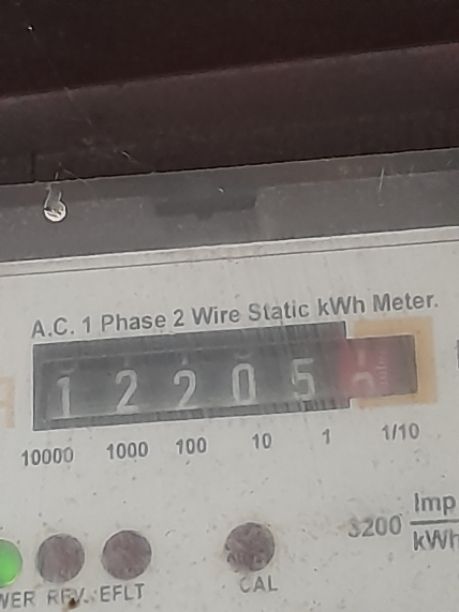 A.C. 1 Phase 2 Wire Static kWh Meter.
1 2 2 0 5
10000 1000 100 10 1 1/10
3200 Imp
kWh
REV. EFLT CAL